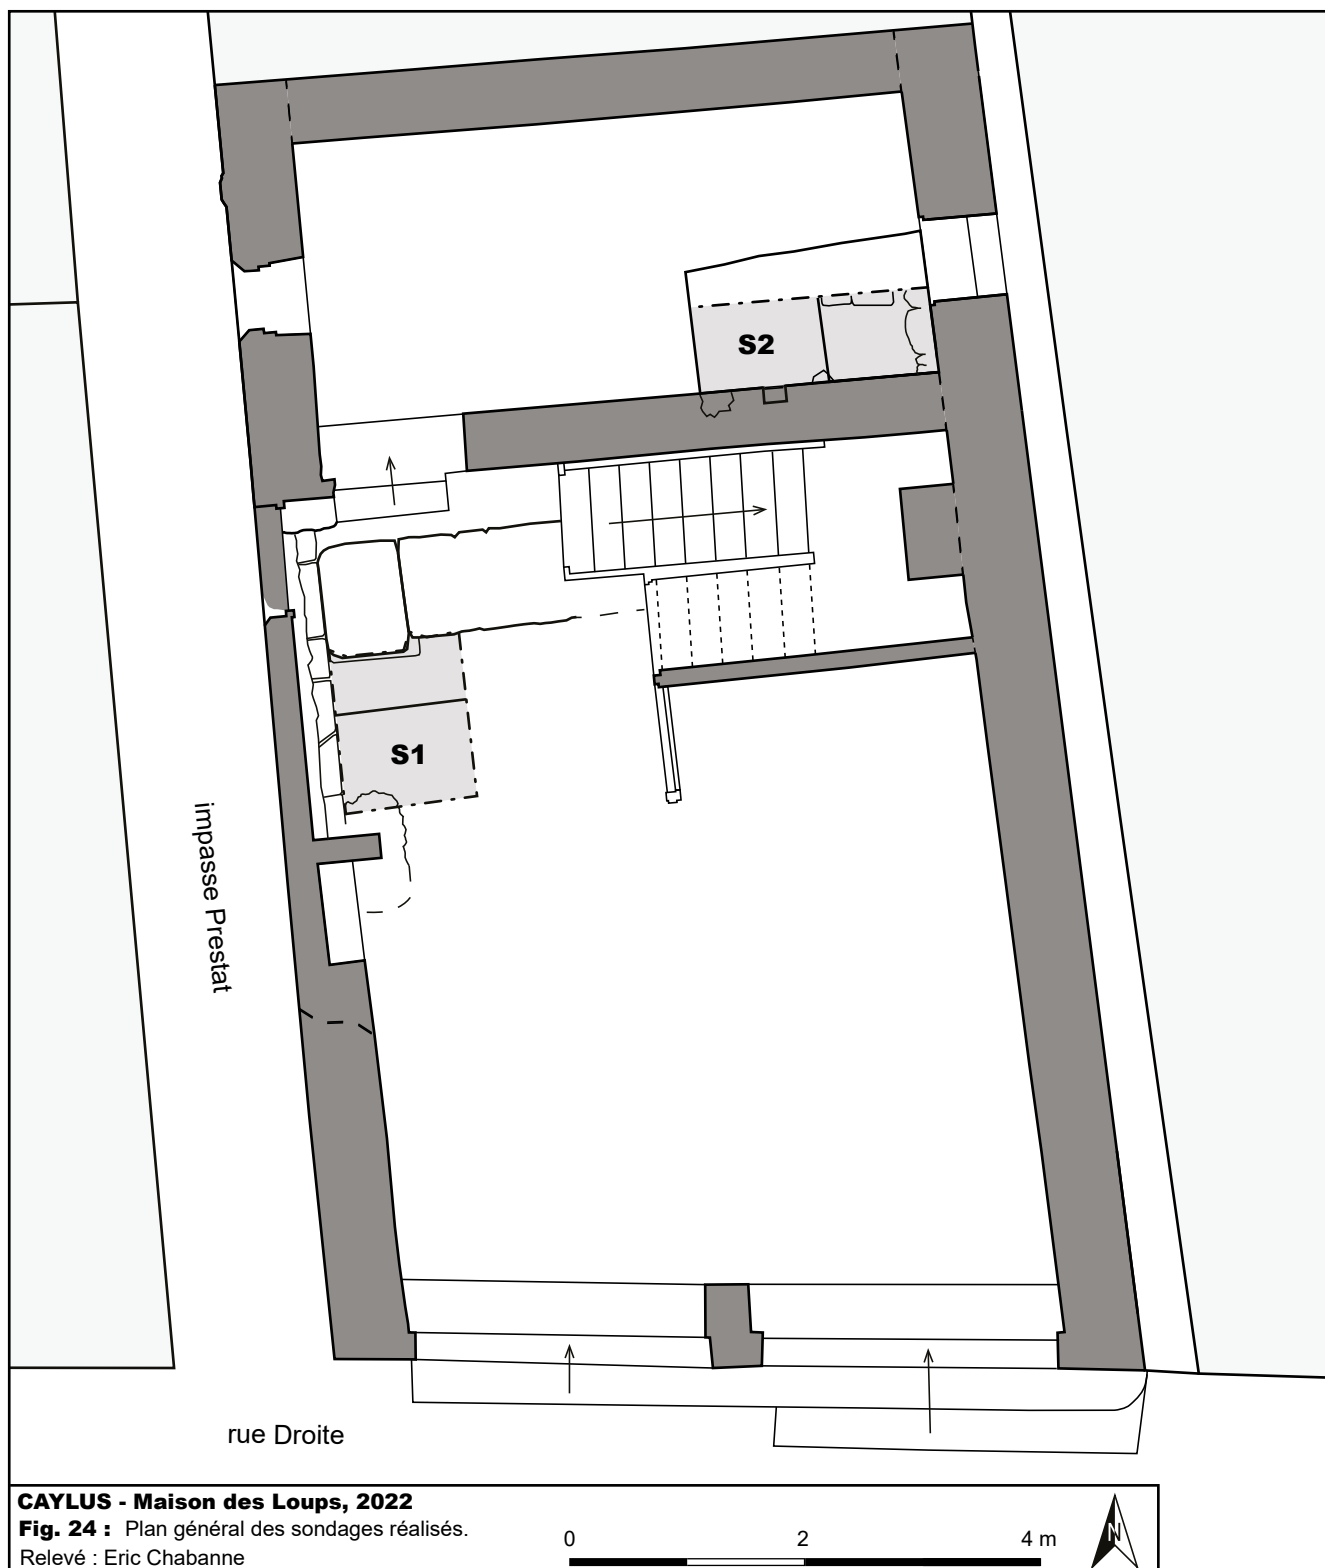 S2
S1
impasse Prestat
rue Droite
CAYLUS - Maison des Loups, 2022
Fig. 24 : Plan général des sondages réalisés.
Relevé : Eric Chabanne
0 2 4 m
N